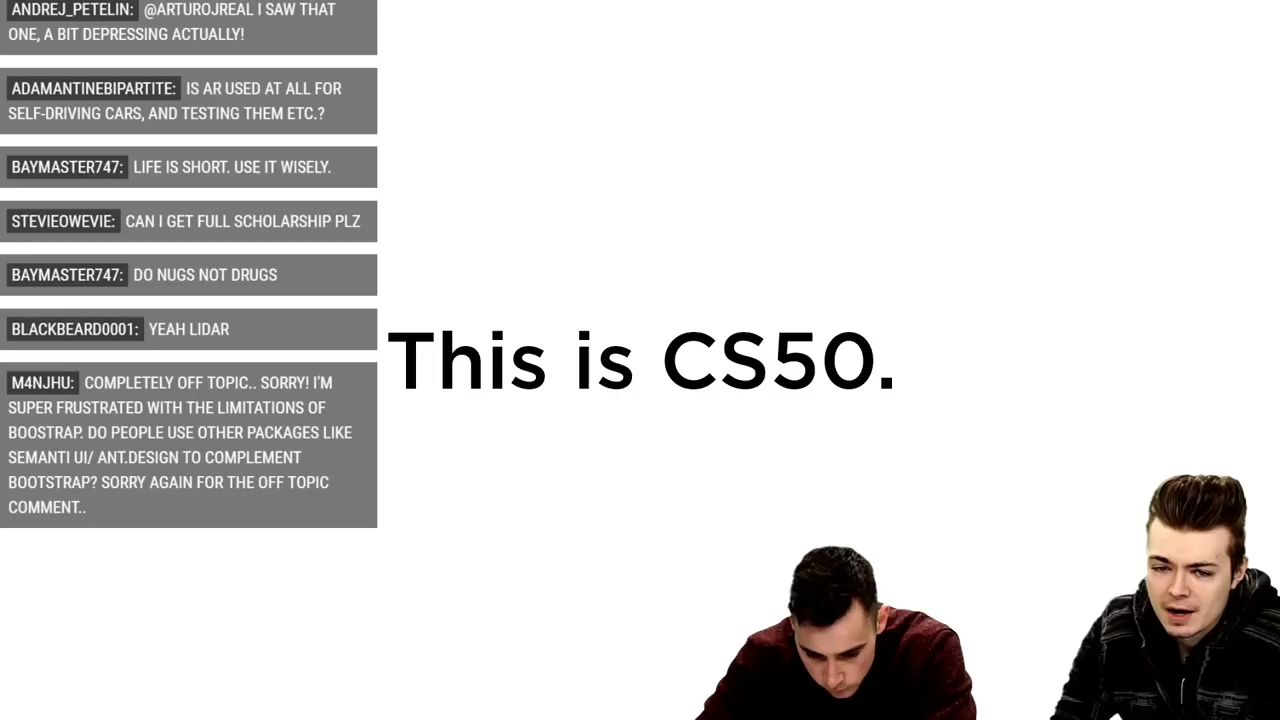 ANDREJ_PETELIN: @ARTUROJREAL I SAW THAT
ONE, A BIT DEPRESSING ACTUALLY!
ADAMANTINEBIPARTITE: IS AR USED AT ALL FOR
SELF-DRIVING CARS, AND TESTING THEM ETC.?
BAYMASTER747: LIFE IS SHORT. USE IT WISELY.
STEVIEOWEVIE: CAN I GET FULL SCHOLARSHIP PLZ
BAYMASTER747: DO NUGS NOT DRUGS
BLACKBEARD0001: YEAH LIDAR
M4NJHU: COMPLETELY OFF TOPIC.. SORRY! I'M
SUPER FRUSTRATED WITH THE LIMITATIONS OF
BOOSTRAP. DO PEOPLE USE OTHER PACKAGES LIKE
SEMANTI UI/ ANT.DESIGN TO COMPLEMENT
BOOTSTRAP? SORRY AGAIN FOR THE OFF TOPIC
COMMENT..
This is CS50.